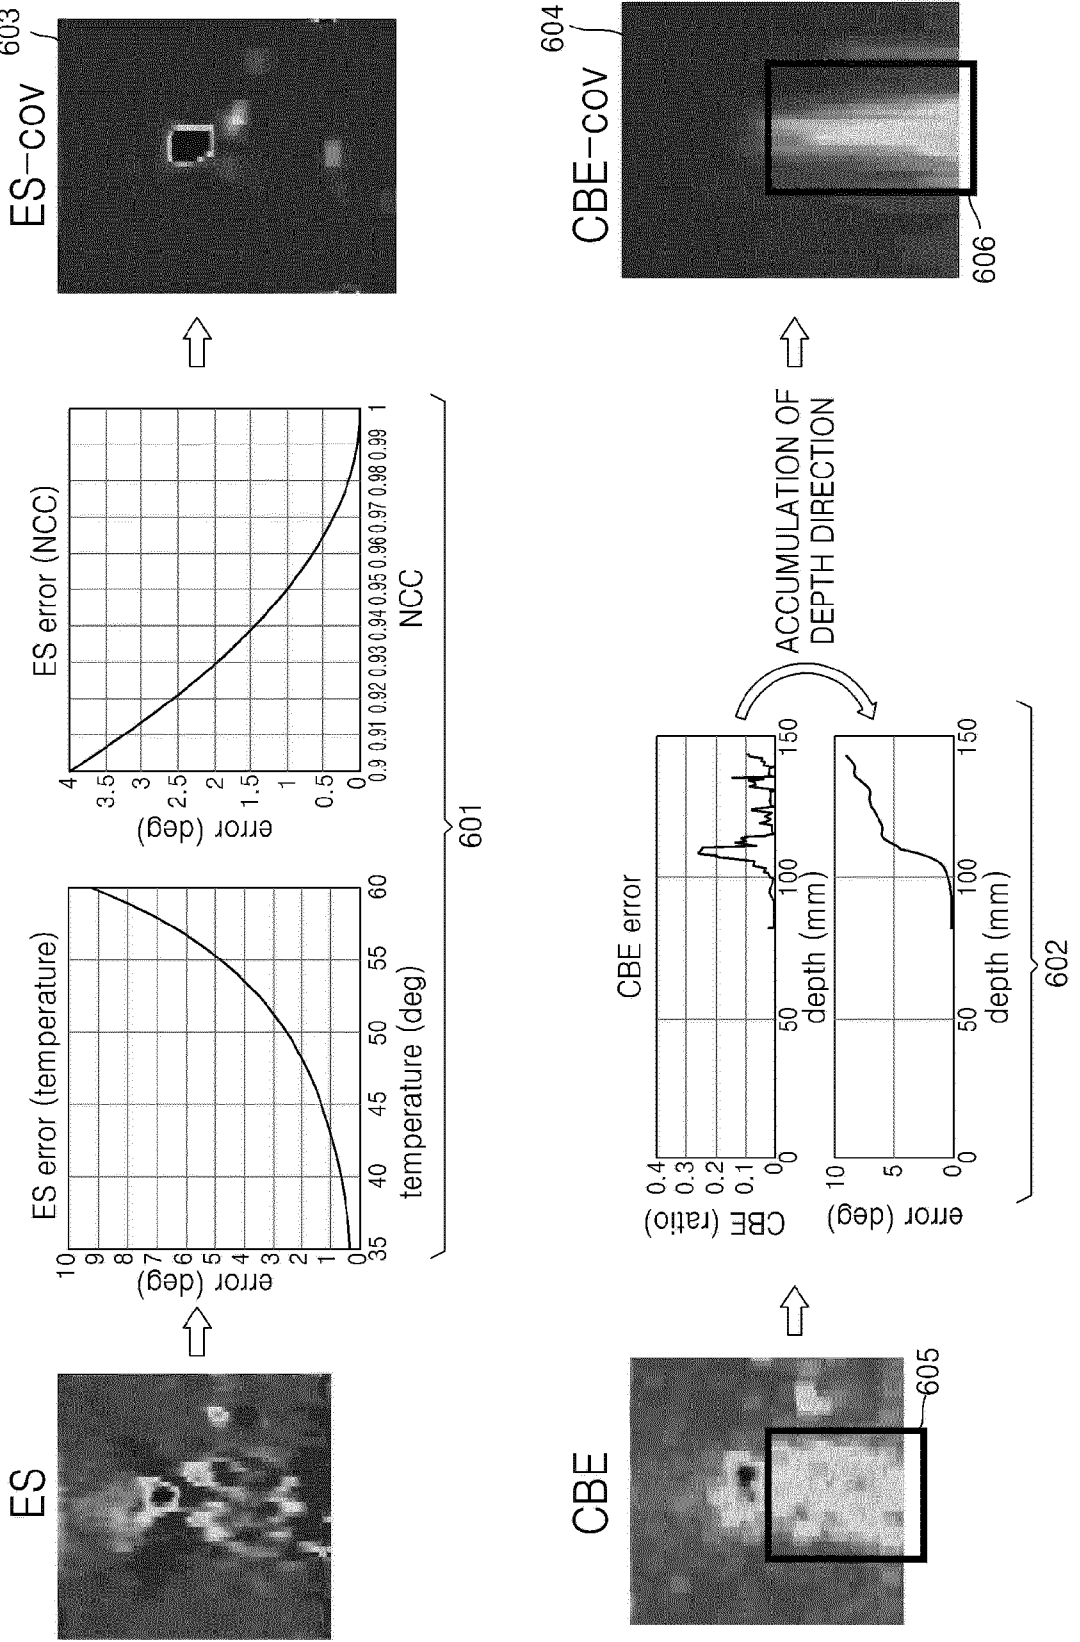 ES
ES error (temperature)
error (deg)
10
9
8
7
6
5
4
3
2
1
0
35
40
45
50
55
60
temperature (deg)
ES error (NCC)
error (deg)
4
3.5
3
2.5
2
1.5
1
0.5
0
0.9 0.91 0.92 0.93 0.94 0.95 0.96 0.97 0.98 0.99 1
NCC
601
ES-COV
603
CBE
605
CBE error
CBE (ratio)
0.4
0.3
0.2
0.1
0
0
50
100
150
depth (mm)
error (deg)
10
5
0
0
50
100
150
depth (mm)
602
ACCUMULATION OF
DEPTH DIRECTION
CBE-COV
604
606